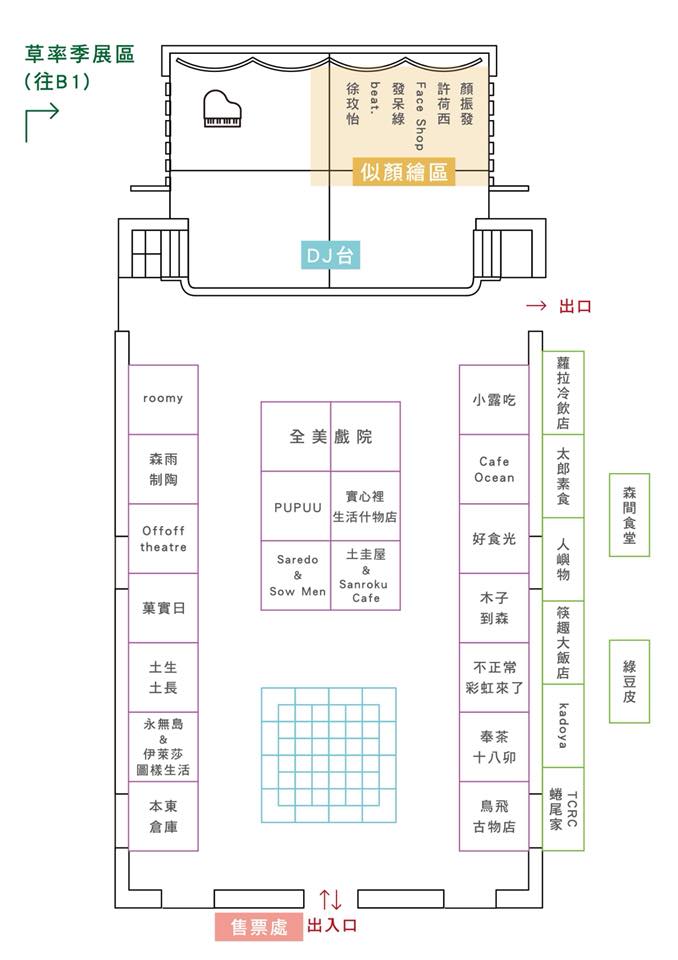 草率季展區
(往B1)
顏振發
許荷西
Face Shop
發呆綠
beat.
徐玫怡
似顏繪區
DJ台
出口
roomy
森雨
制陶
Offoff
theatre
菓實日
土生
土長
永無島
&
伊萊莎
圖樣生活
本東
倉庫
全美戲院
PUPUU
實心裡
生活什物店
Saredo
&
Sow Men
土圭屋
&
Sanroku
Cafe
小露吃
Cafe
Ocean
好食光
木子
到森
不正常
彩虹來了
奉茶
十八卯
鳥飛
古物店
蘿拉冷飲店
太郎素食
人嶼物
筷趣大飯店
kadoya
TCRC
蜷尾家
森間食堂
綠豆皮
售票處
出入口